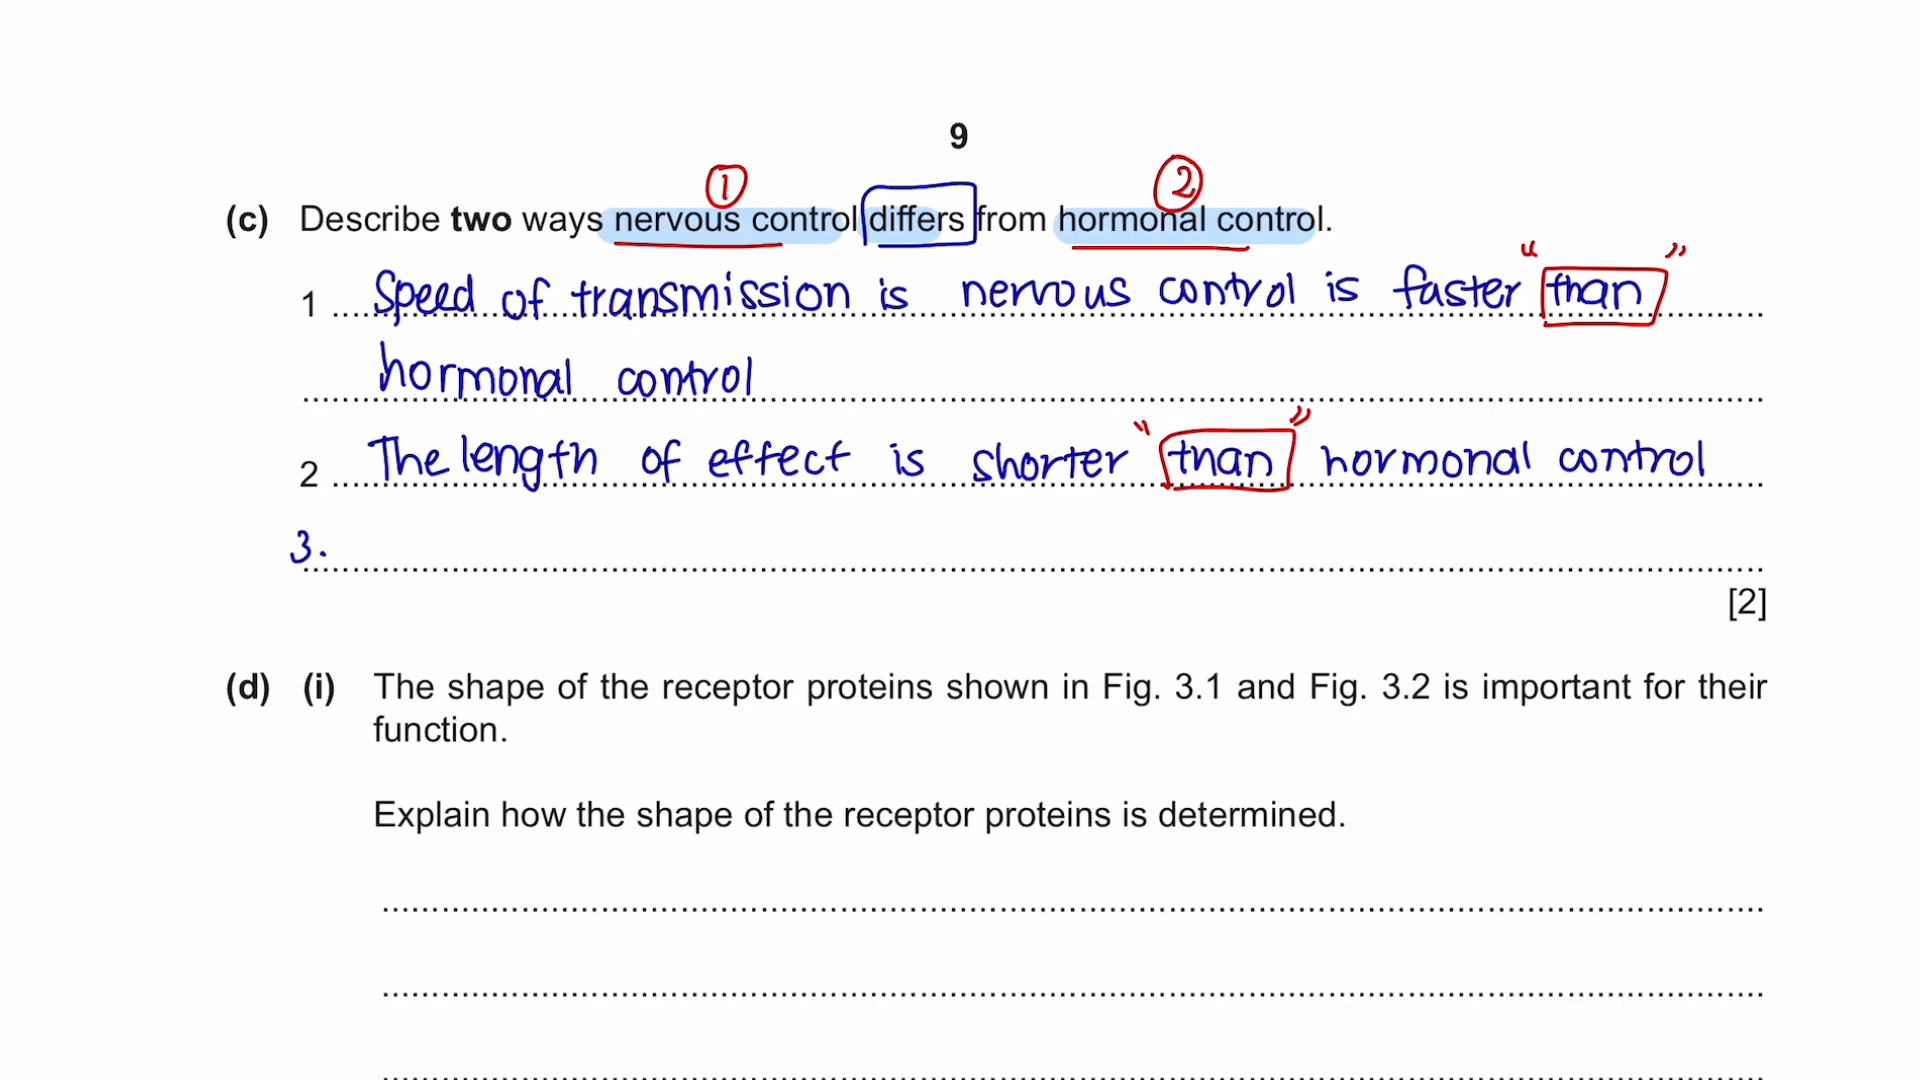 9
① ②
(c) Describe two ways nervous control differs from hormonal control.
1 Speed of transmission is nervous control is faster "than"
hormonal control
2 The length of effect is shorter "than" hormonal control
3.
[2]
(d) (i) The shape of the receptor proteins shown in Fig. 3.1 and Fig. 3.2 is important for their
function.
Explain how the shape of the receptor proteins is determined.